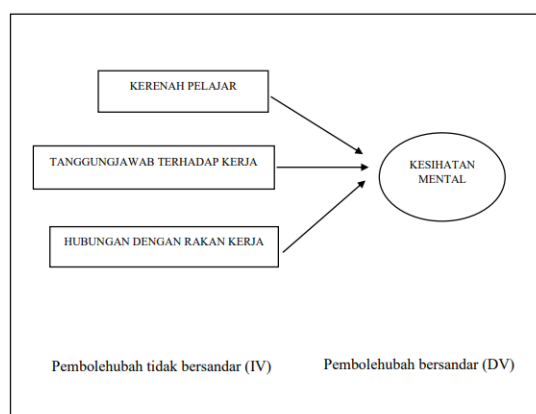 KERENAH PELAJAR
TANGGUNGJAWAB TERHADAP KERJA
KESIHATAN
MENTAL
HUBUNGAN DENGAN RAKAN KERJA
Pembolehubah tidak bersandar (IV)
Pembolehubah bersandar (DV)